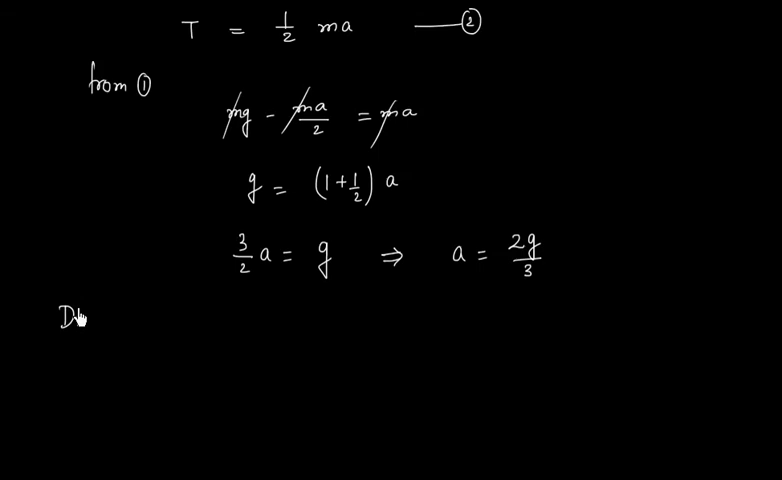 T = 1/2 ma —— ②
from ①
mg - ma/2 = ma
g = (1+1/2) a
3/2 a = g ⇒ a = 2g/3
D